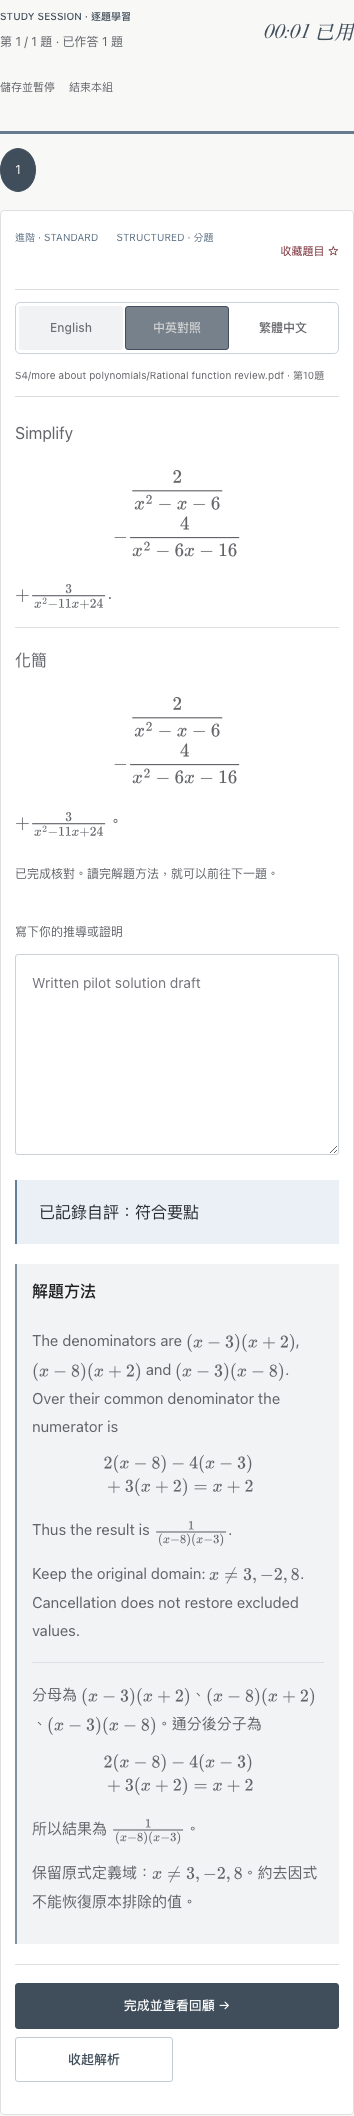 STUDY SESSION · 逐題學習
第 1 / 1 題 · 已作答 1 題
00:01 已用
儲存並暫停 結束本組
1
進階 · STANDARD STRUCTURED · 分題
收藏題目 ☆
English 中英對照 繁體中文
S4/more about polynomials/Rational function review.pdf · 第10題
Simplify
2
x² − x − 6
− 4
x² − 6x − 16
+ 3/(x²−11x+24).
化簡
2
x² − x − 6
− 4
x² − 6x − 16
+ 3/(x²−11x+24) 。
已完成核對。讀完解題方法，就可以前往下一題。
寫下你的推導或證明
Written pilot solution draft
已記錄自評：符合要點
解題方法
The denominators are (x − 3)(x + 2),
(x − 8)(x + 2) and (x − 3)(x − 8).
Over their common denominator the
numerator is
2(x − 8) − 4(x − 3)
+ 3(x + 2) = x + 2
Thus the result is 1/((x−8)(x−3)).
Keep the original domain: x ≠ 3, −2, 8.
Cancellation does not restore excluded
values.
分母為 (x − 3)(x + 2)、(x − 8)(x + 2)
、(x − 3)(x − 8)。通分後分子為
2(x − 8) − 4(x − 3)
+ 3(x + 2) = x + 2
所以結果為 1/((x−8)(x−3)) 。
保留原式定義域：x ≠ 3, −2, 8。約去因式
不能恢復原本排除的值。
完成並查看回顧 →
收起解析